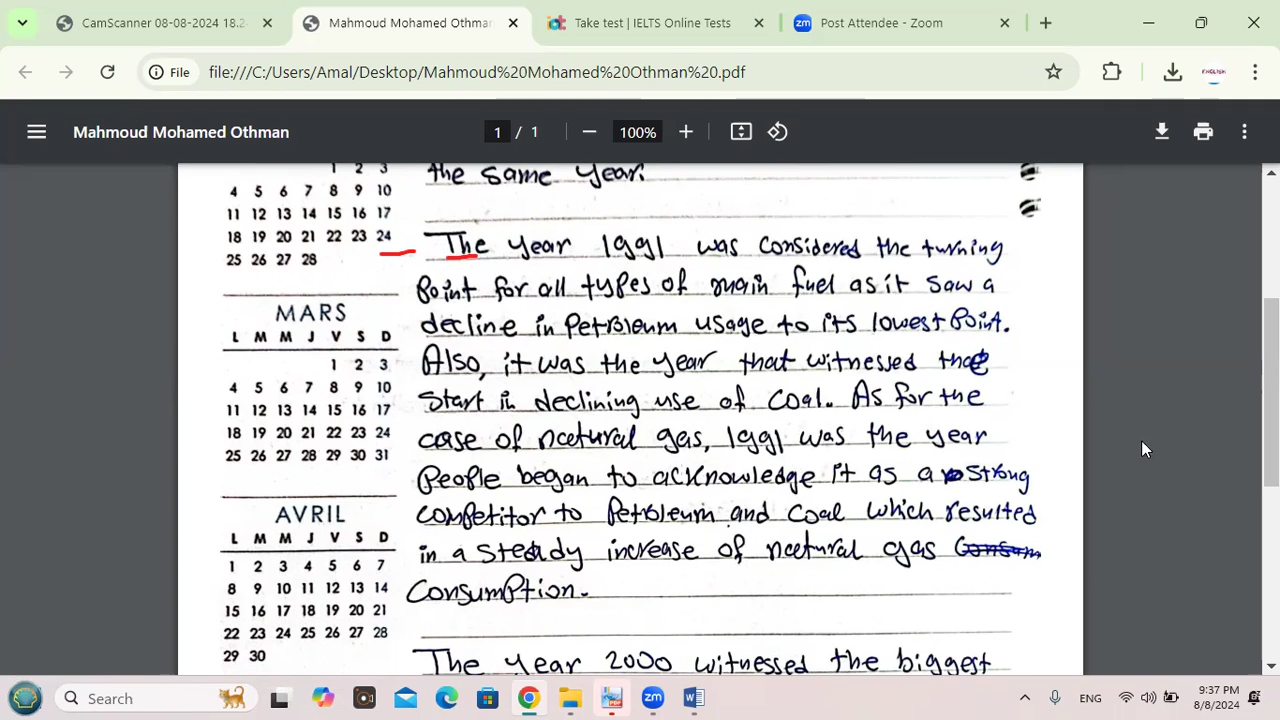 CamScanner 08-08-2024 18.2
Mahmoud Mohamed Othman
Take test | IELTS Online Tests
Post Attendee - Zoom
File
file:///C:/Users/Amal/Desktop/Mahmoud%20Mohamed%20Othman%20.pdf
ENGLISH
Mahmoud Mohamed Othman
1 / 1
100%
1 2 3
4 5 6 7 8 9 10
11 12 13 14 15 16 17
18 19 20 21 22 23 24
25 26 27 28
MARS
L M M J V S D
1 2 3
4 5 6 7 8 9 10
11 12 13 14 15 16 17
18 19 20 21 22 23 24
25 26 27 28 29 30 31
AVRIL
L M M J V S D
1 2 3 4 5 6 7
8 9 10 11 12 13 14
15 16 17 18 19 20 21
22 23 24 25 26 27 28
29 30
the same year.
The year 1991 was considered the turning
point for all types of main fuel as it saw a
decline in Petroleum usage to its lowest point.
Also, it was the year that witnessed the
start in declining use of coal. As for the
case of natural gas, 1991 was the year
people began to acknowledge it as a strong
competitor to Petroleum and coal which resulted
in a steady increase of natural gas
Consumption.
The year 2000 witnessed the biggest
Search
zm
ENG
9:37 PM
8/8/2024